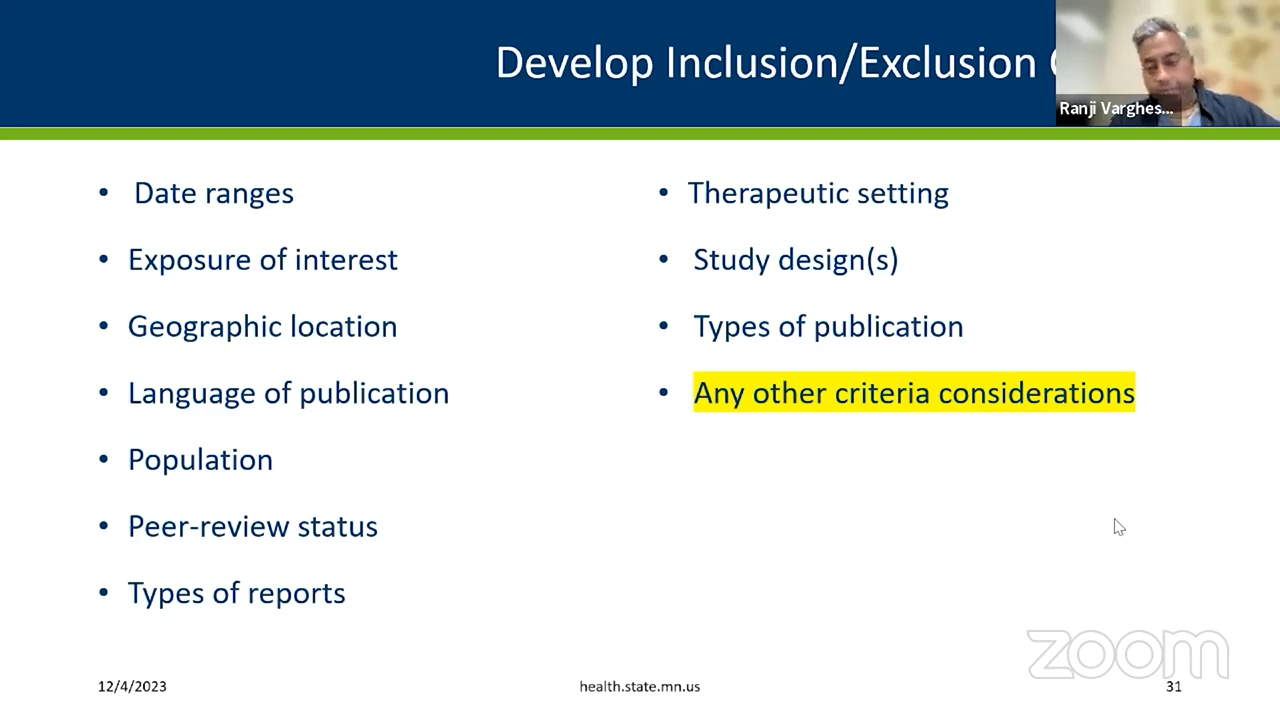 Develop Inclusion/Exclusion
Ranji Varghes...
• Date ranges
• Exposure of interest
• Geographic location
• Language of publication
• Population
• Peer-review status
• Types of reports
• Therapeutic setting
• Study design(s)
• Types of publication
• Any other criteria considerations
zoom
12/4/2023
health.state.mn.us
31